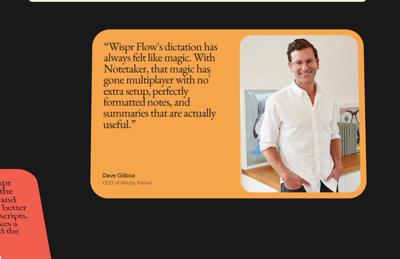 “Wispr Flow’s dictation has
always felt like magic. With
Notetaker, that magic has
gone multiplayer with no
extra setup, perfectly
formatted notes, and
summaries that are actually
useful.”
Dave Gilboa
CEO of Warby Parker
the
and
better
scripts.
d the